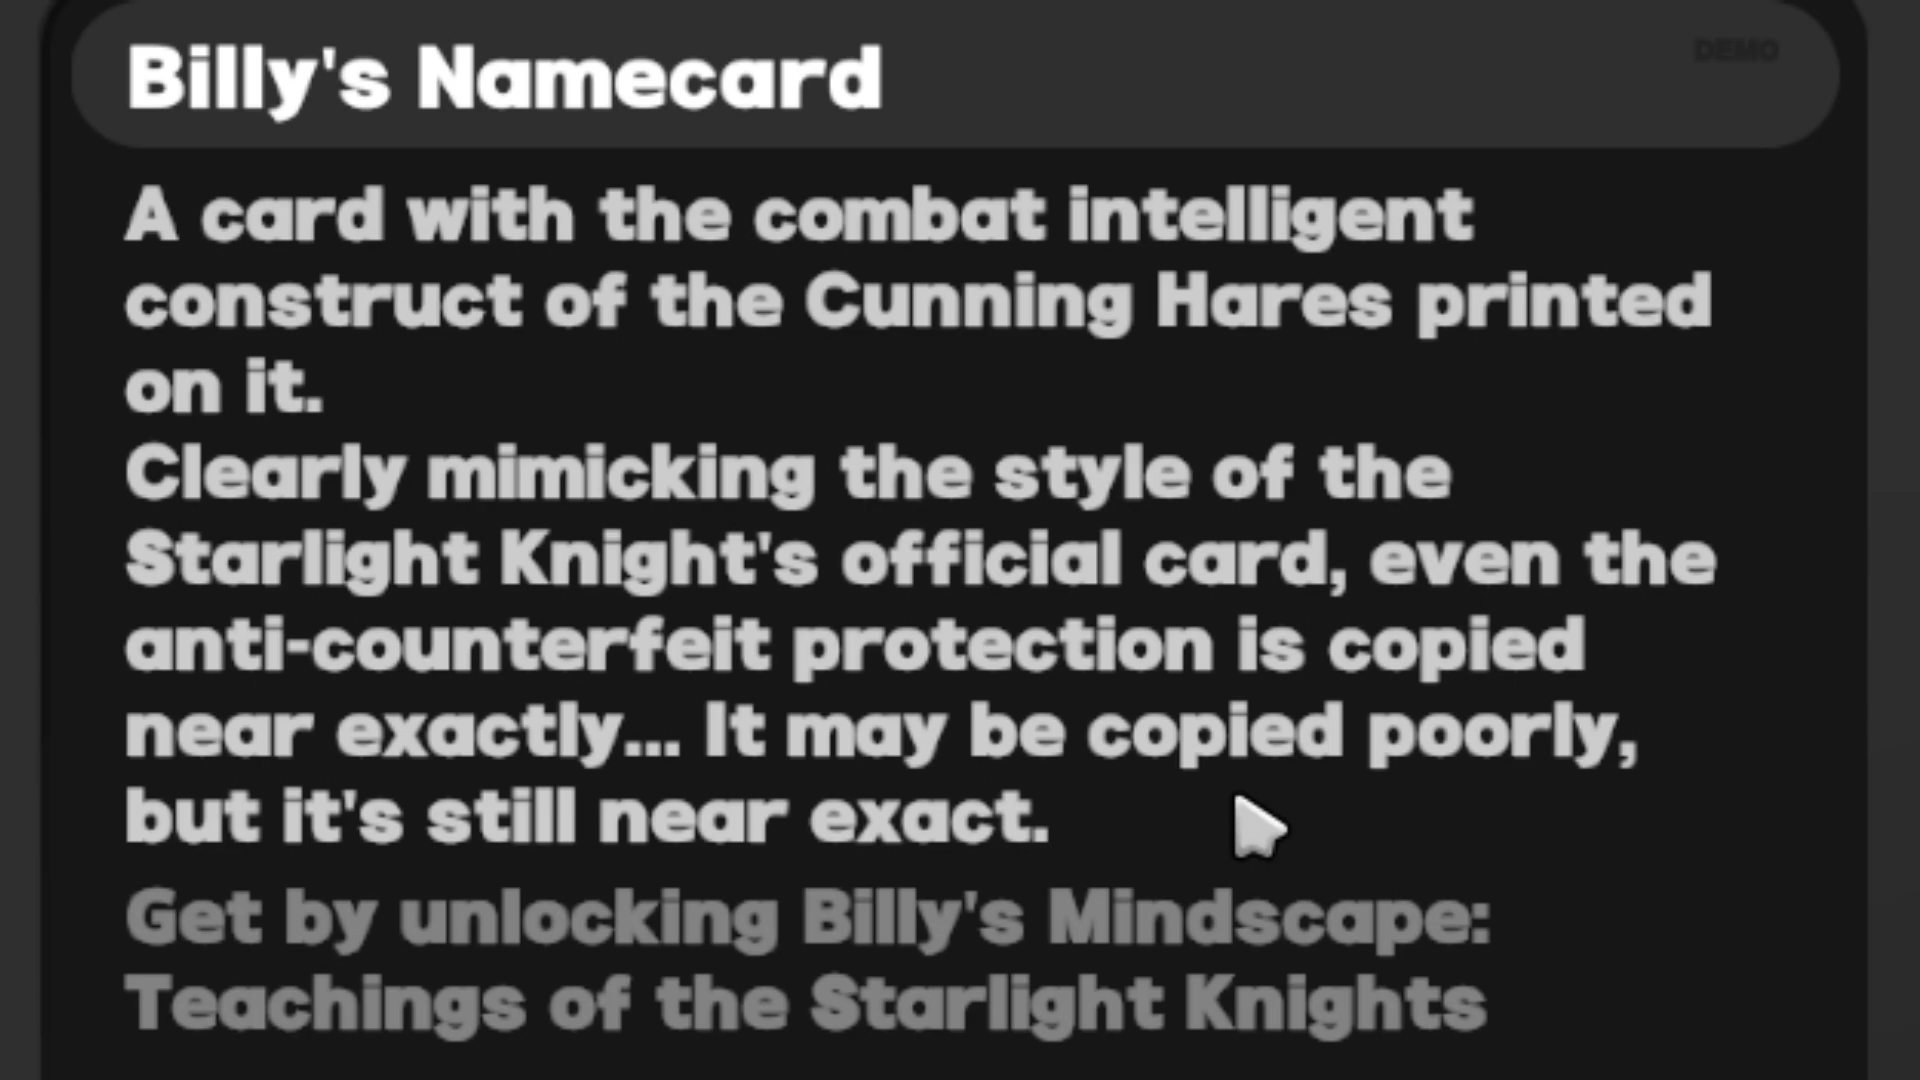 Billy's Namecard
DEMO
A card with the combat intelligent
construct of the Cunning Hares printed
on it.
Clearly mimicking the style of the
Starlight Knight's official card, even the
anti-counterfeit protection is copied
near exactly... It may be copied poorly,
but it's still near exact.
Get by unlocking Billy's Mindscape:
Teachings of the Starlight Knights